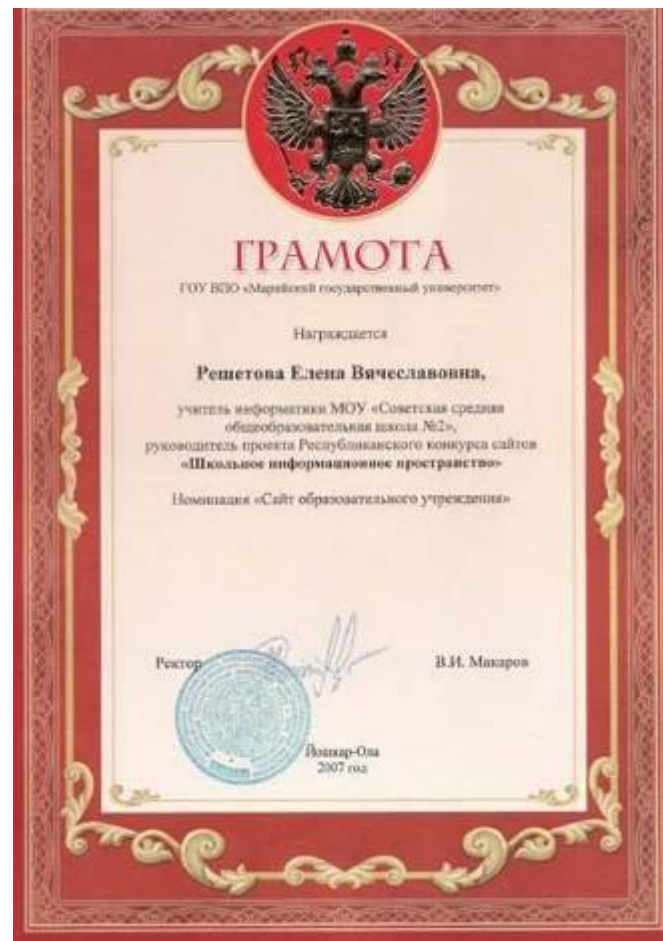 ГРАМОТА
ГОУ ВПО «Марийский государственный университет»
Награждается
Решетова Елена Вячеславовна,
учитель информатики МОУ «Советская средняя
общеобразовательная школа №2»,
руководитель проекта Республиканского конкурса сайтов
«Школьное информационное пространство»
Номинация «Сайт образовательного учреждения»
Ректор В.И. Макаров
Йошкар-Ола
2007 год